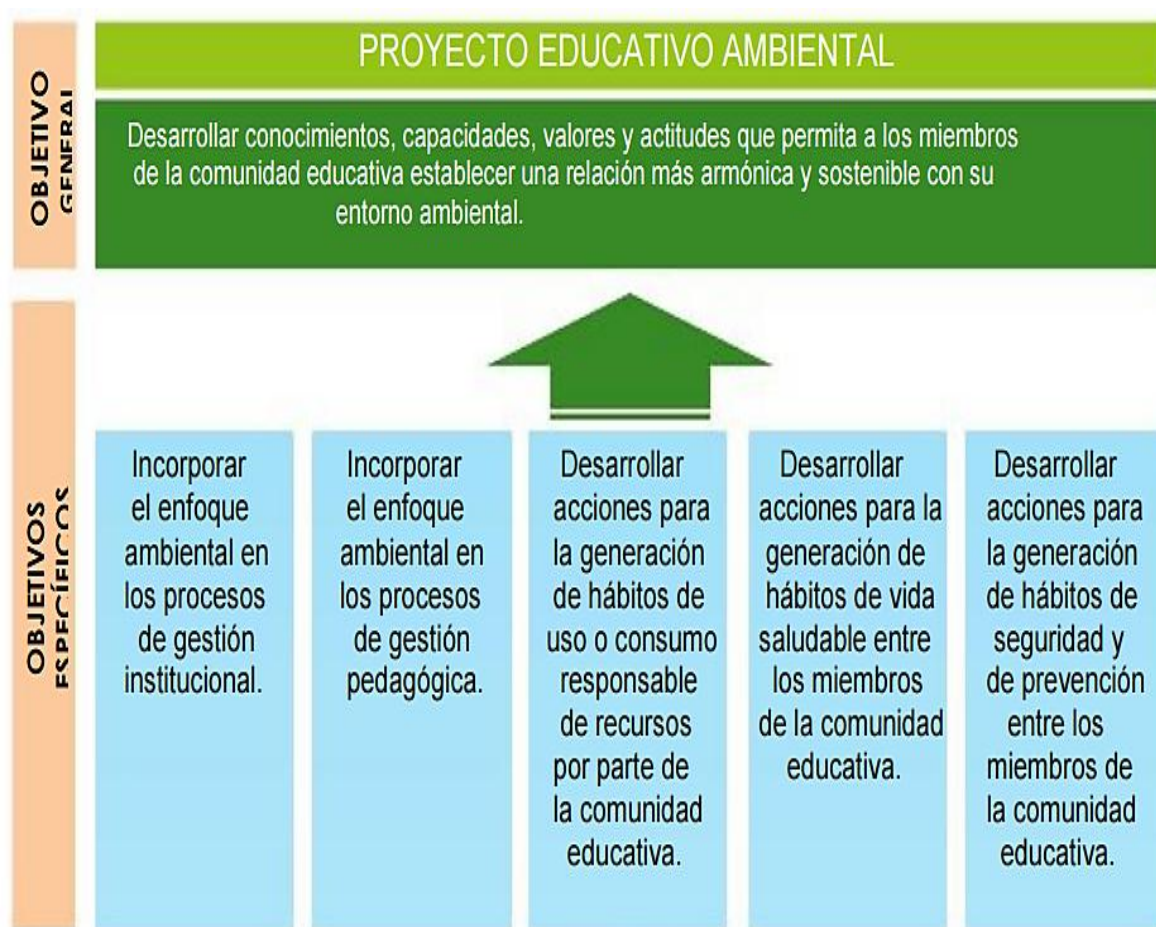 PROYECTO EDUCATIVO AMBIENTAL
OBJETIVO
GENERAL
Desarrollar conocimientos, capacidades, valores y actitudes que permita a los miembros
de la comunidad educativa establecer una relación más armónica y sostenible con su
entorno ambiental.
OBJETIVOS
ESPECÍFICOS
Incorporar
el enfoque
ambiental en
los procesos
de gestión
institucional.
Incorporar
el enfoque
ambiental en
los procesos
de gestión
pedagógica.
Desarrollar
acciones para
la generación
de hábitos de
uso o consumo
responsable
de recursos
por parte de
la comunidad
educativa.
Desarrollar
acciones para la
generación de
hábitos de vida
saludable entre
los miembros
de la comunidad
educativa.
Desarrollar
acciones para
la generación
de hábitos de
seguridad y
de prevención
entre los
miembros de
la comunidad
educativa.